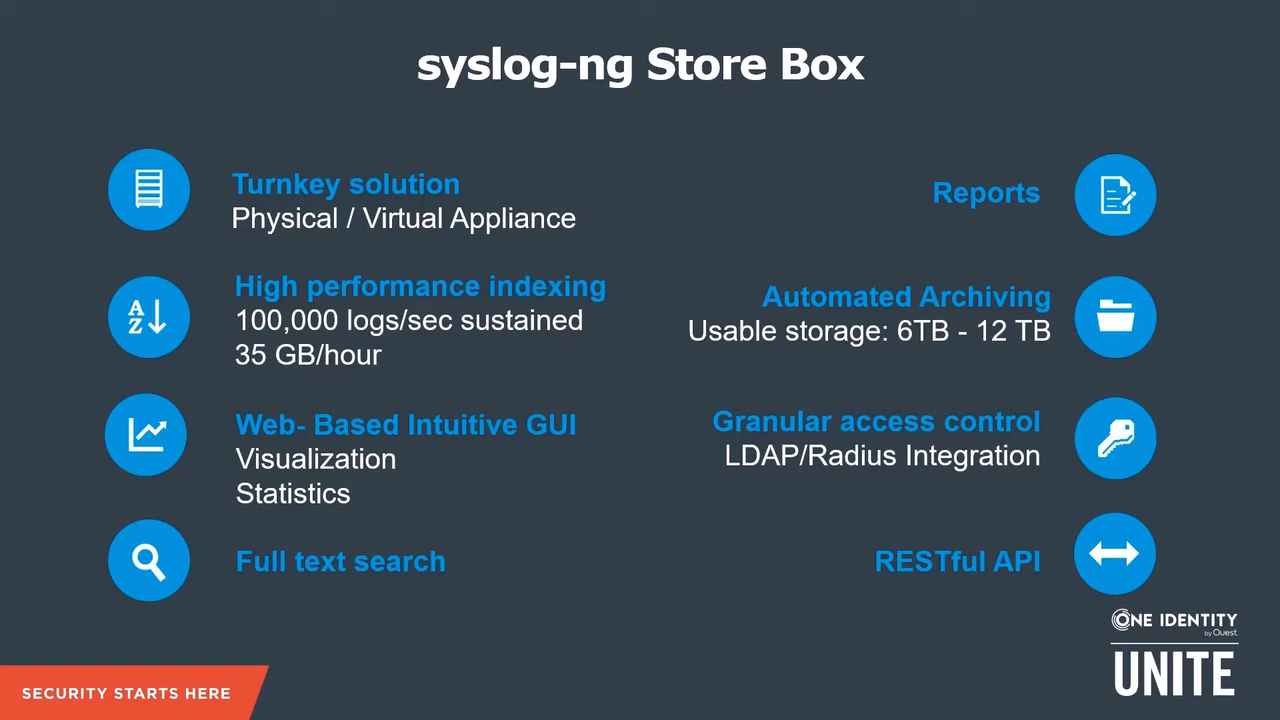 syslog-ng Store Box
Turnkey solution
Physical / Virtual Appliance
High performance indexing
100,000 logs/sec sustained
35 GB/hour
Web- Based Intuitive GUI
Visualization
Statistics
Full text search
Reports
Automated Archiving
Usable storage: 6TB - 12 TB
Granular access control
LDAP/Radius Integration
RESTful API
A
Z
SECURITY STARTS HERE
ONE IDENTITY
by Quest
UNITE